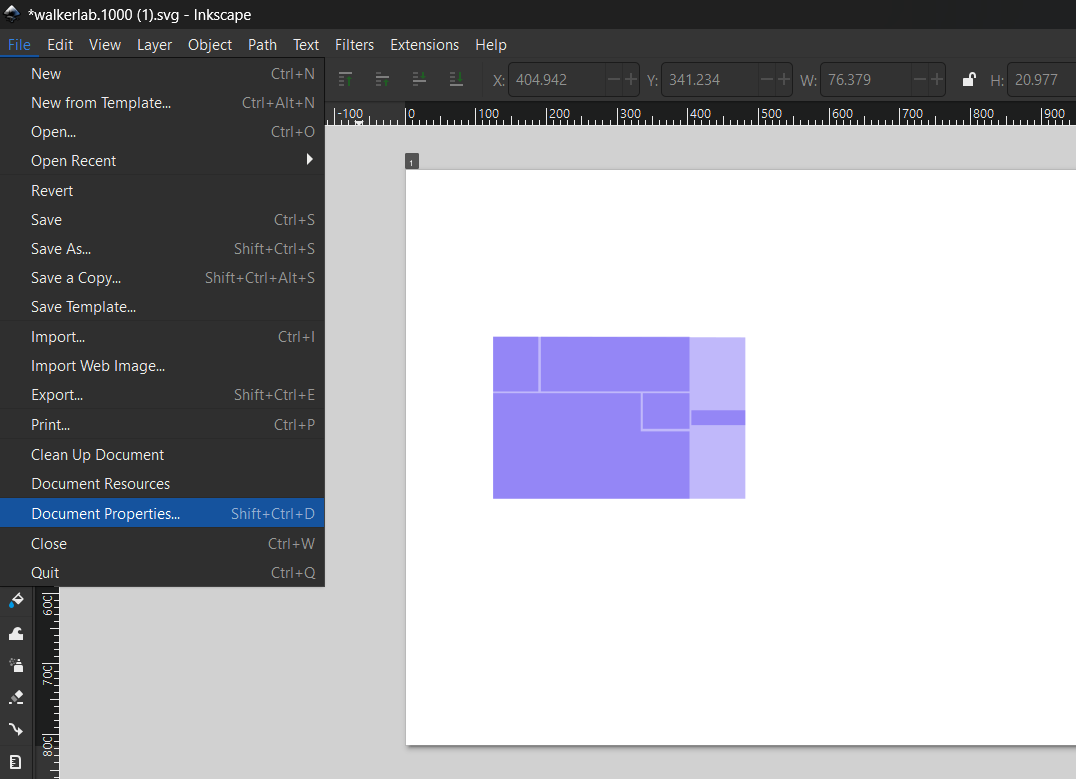 *walkerlab.1000 (1).svg - Inkscape
File Edit View Layer Object Path Text Filters Extensions Help
New Ctrl+N
New from Template... Ctrl+Alt+N
Open... Ctrl+O
Open Recent
Revert
Save Ctrl+S
Save As... Shift+Ctrl+S
Save a Copy... Shift+Ctrl+Alt+S
Save Template...
Import... Ctrl+I
Import Web Image...
Export... Shift+Ctrl+E
Print... Ctrl+P
Clean Up Document
Document Resources
Document Properties... Shift+Ctrl+D
Close Ctrl+W
Quit Ctrl+Q
X: 404.942 Y: 341.234 W: 76.379 H: 20.977
-100 0 100 200 300 400 500 600 700 800 900
1
600
700
800